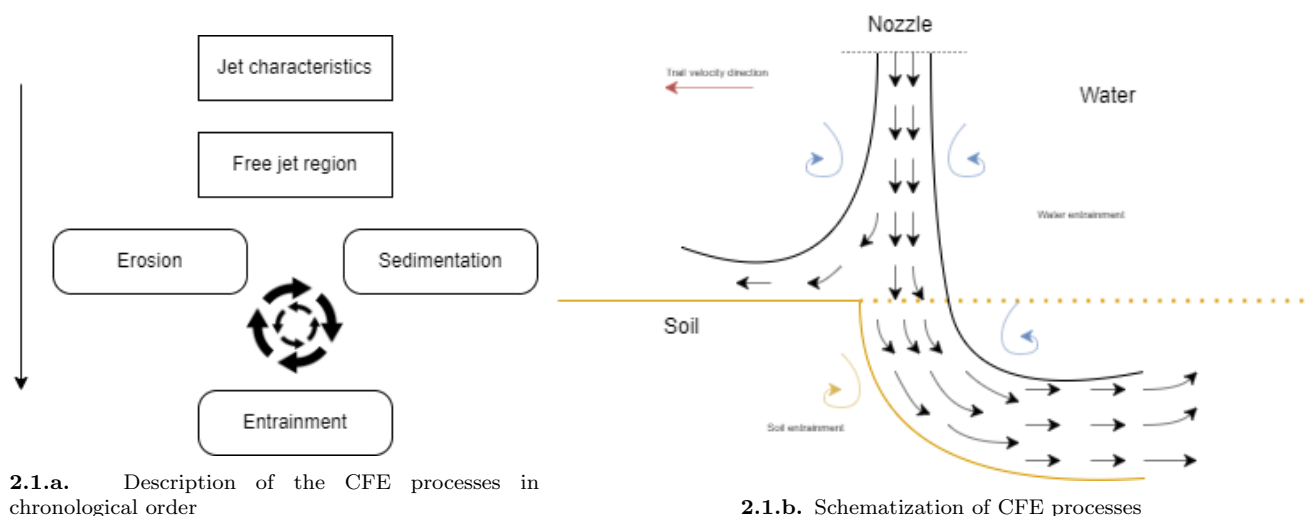 Jet characteristics
Free jet region
Erosion
Sedimentation
Entrainment
2.1.a. Description of the CFE processes in
chronological order
Nozzle
Trail velocity direction
Water
Water entrainment
Soil
Soil entrainment
2.1.b. Schematization of CFE processes